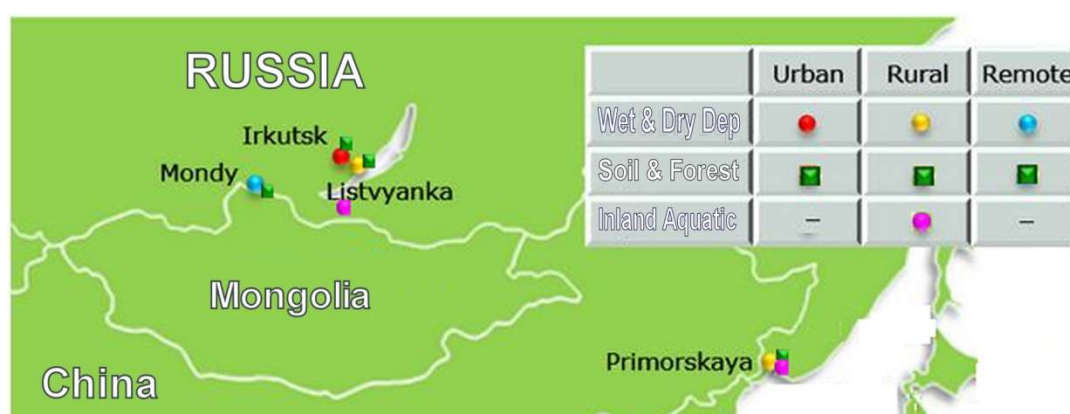 RUSSIA
Irkutsk
Mondy
Listvyanka
Mongolia
China
Primorskaya
Urban Rural Remote
Wet & Dry Dep
Soil & Forest
Inland Aquatic – –